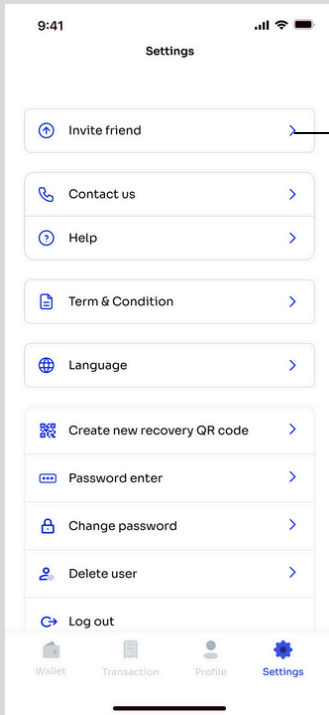 9:41
Settings
Invite friend
Contact us
Help
Term & Condition
Language
Create new recovery QR code
Password enter
Change password
Delete user
Log out
Wallet Transaction Profile Settings